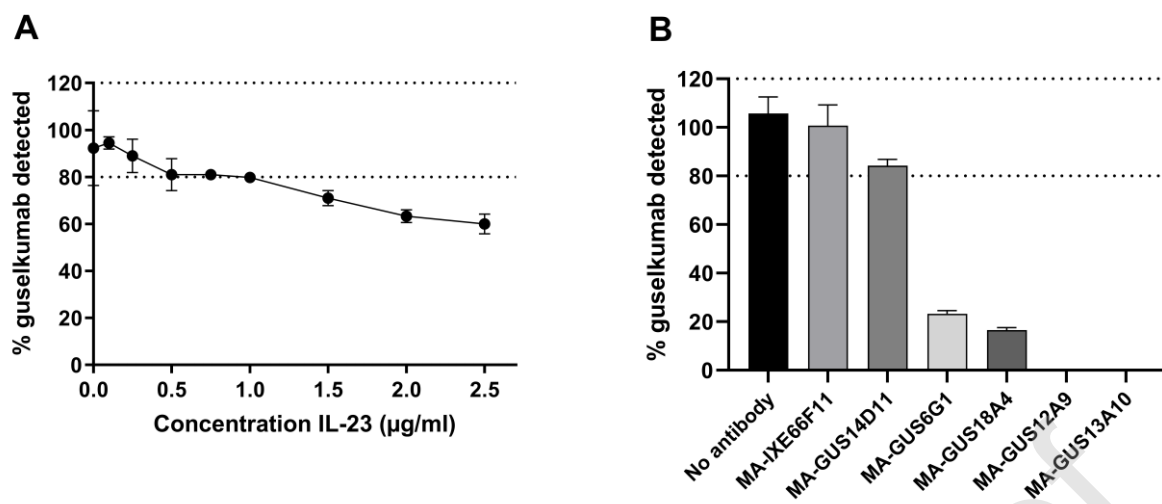 A
% guselkumab detected
120
100
80
60
40
20
0
0.0 0.5 1.0 1.5 2.0 2.5
Concentration IL-23 (µg/ml)
B
% guselkumab detected
120
100
80
60
40
20
0
No antibody
MA-IXE66F11
MA-GUS14D11
MA-GUS6G1
MA-GUS18A4
MA-GUS12A9
MA-GUS13A10